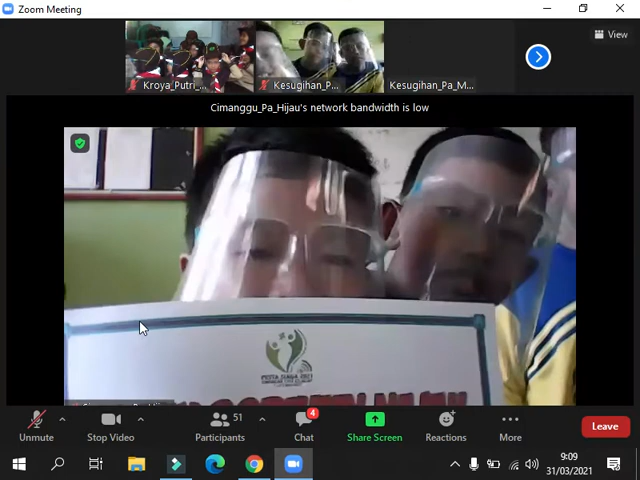 Zoom Meeting
View
Kroya_Putri_...
Kesugihan_P...
Kesugihan_Pa_M...
Cimanggu_Pa_Hijau's network bandwidth is low
PESTA SIAGA 2021
51
4
Unmute
Stop Video
Participants
Chat
Share Screen
Reactions
More
Leave
9:09
31/03/2021